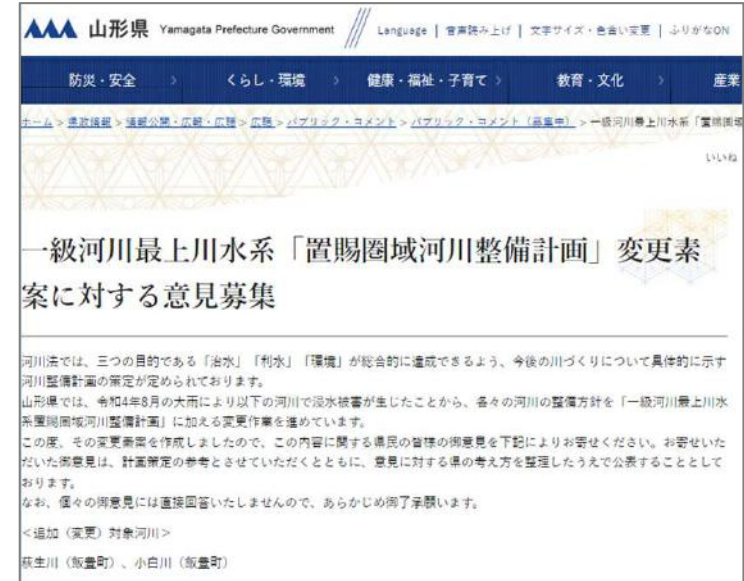 山形県 Yamagata Prefecture Government Language | 音声読み上げ | 文字サイズ・色合い変更 | ふりがなON
防災・安全 > くらし・環境 > 健康・福祉・子育て > 教育・文化 > 産業
ホーム > 県政情報 > 情報公開・広報・広聴 > 広聴 > パブリック・コメント > パブリック・コメント（募集中） > 一級河川最上川水系「置賜圏域
いいね
一級河川最上川水系「置賜圏域河川整備計画」変更素
案に対する意見募集
河川法では、三つの目的である「治水」「利水」「環境」が総合的に達成できるよう、今後の川づくりについて具体的に示す
河川整備計画の策定が定められております。
山形県では、令和4年8月の大雨により以下の河川で浸水被害が生じたことから、各々の河川の整備方針を「一級河川最上川水
系置賜圏域河川整備計画」に加える変更作業を進めています。
この度、その変更素案を作成しましたので、この内容に関する県民の皆様の御意見を下記によりお寄せください。お寄せいた
だいた御意見は、計画策定の参考とさせていただくとともに、意見に対する県の考え方を整理したうえで公表することとして
おります。
なお、個々の御意見には直接回答いたしませんので、あらかじめ御了承願います。
＜追加（変更）対象河川＞
萩生川（飯豊町）、小白川（飯豊町）